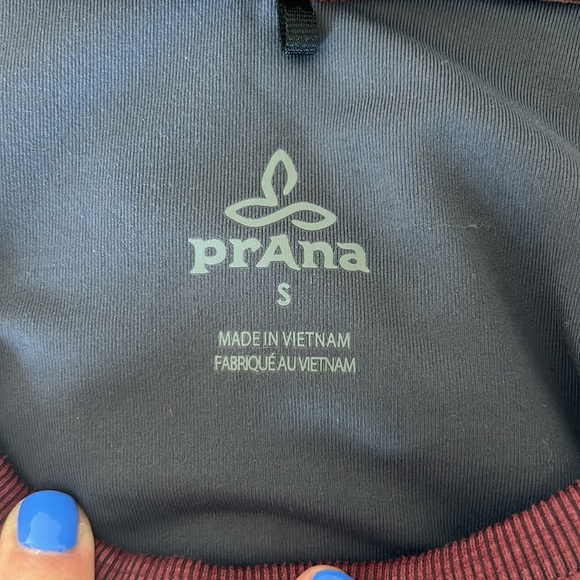 prAna
S
MADE IN VIETNAM
FABRIQUÉ AU VIETNAM